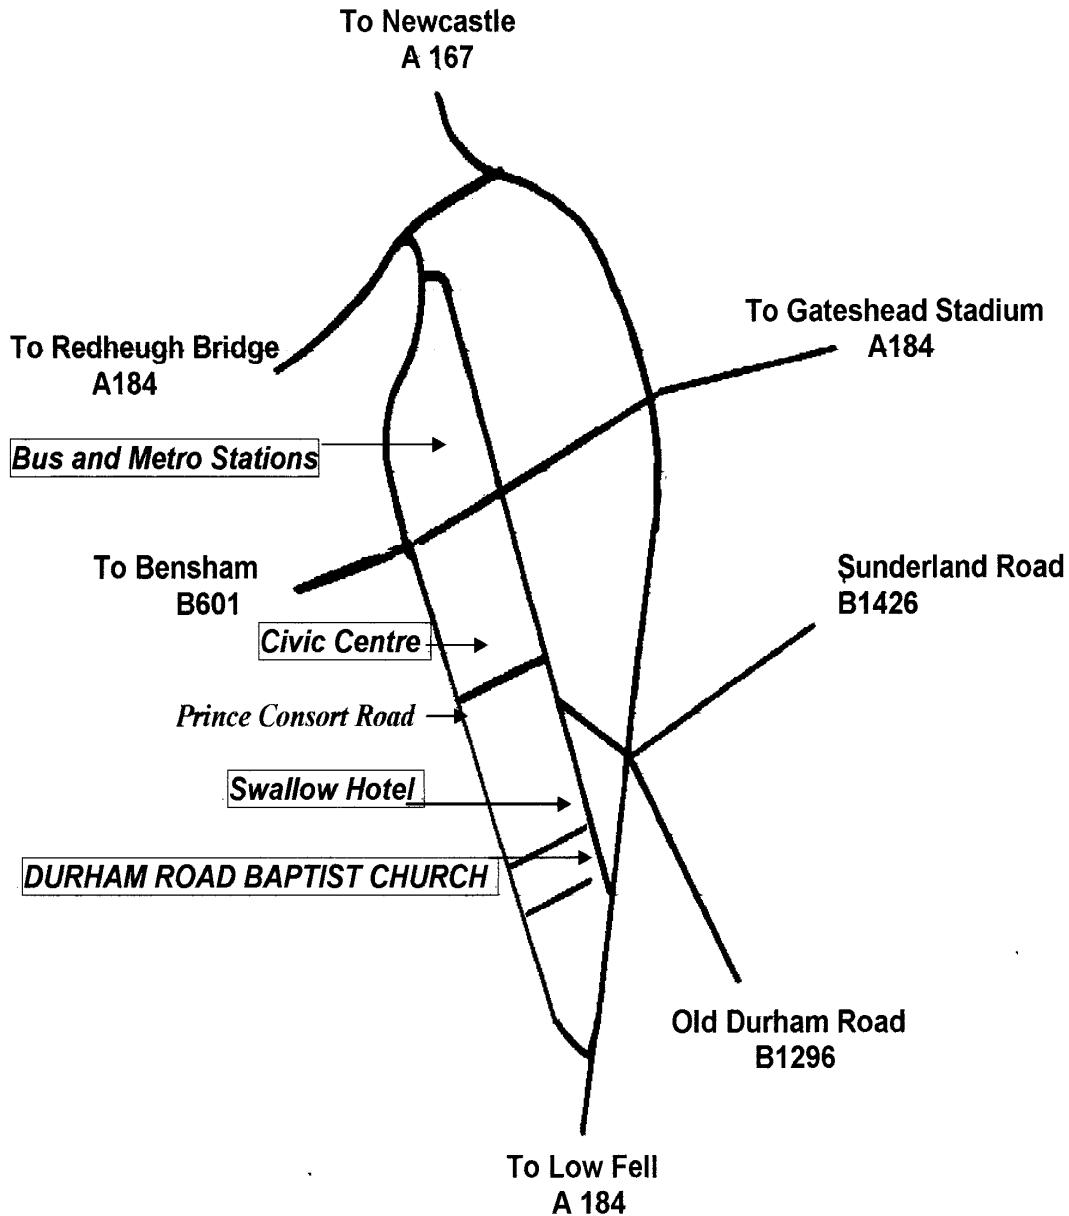 To Newcastle
A 167
To Gateshead Stadium
A184
To Redheugh Bridge
A184
Bus and Metro Stations
To Bensham
B601
Sunderland Road
B1426
Civic Centre
Prince Consort Road
Swallow Hotel
DURHAM ROAD BAPTIST CHURCH
Old Durham Road
B1296
To Low Fell
A 184